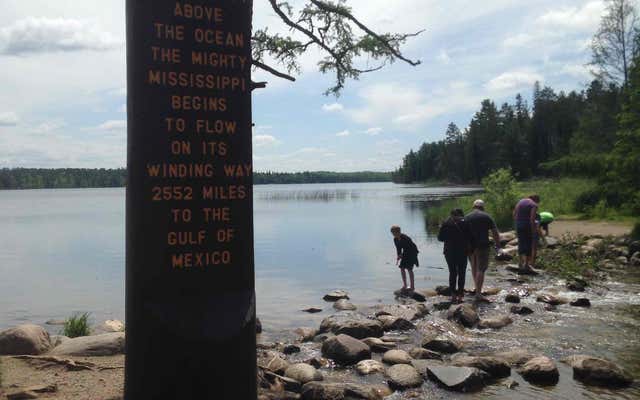 ABOVE
THE OCEAN
THE MIGHTY
MISSISSIPPI
BEGINS
TO FLOW
ON ITS
WINDING WAY
2552 MILES
TO THE
GULF OF
MEXICO